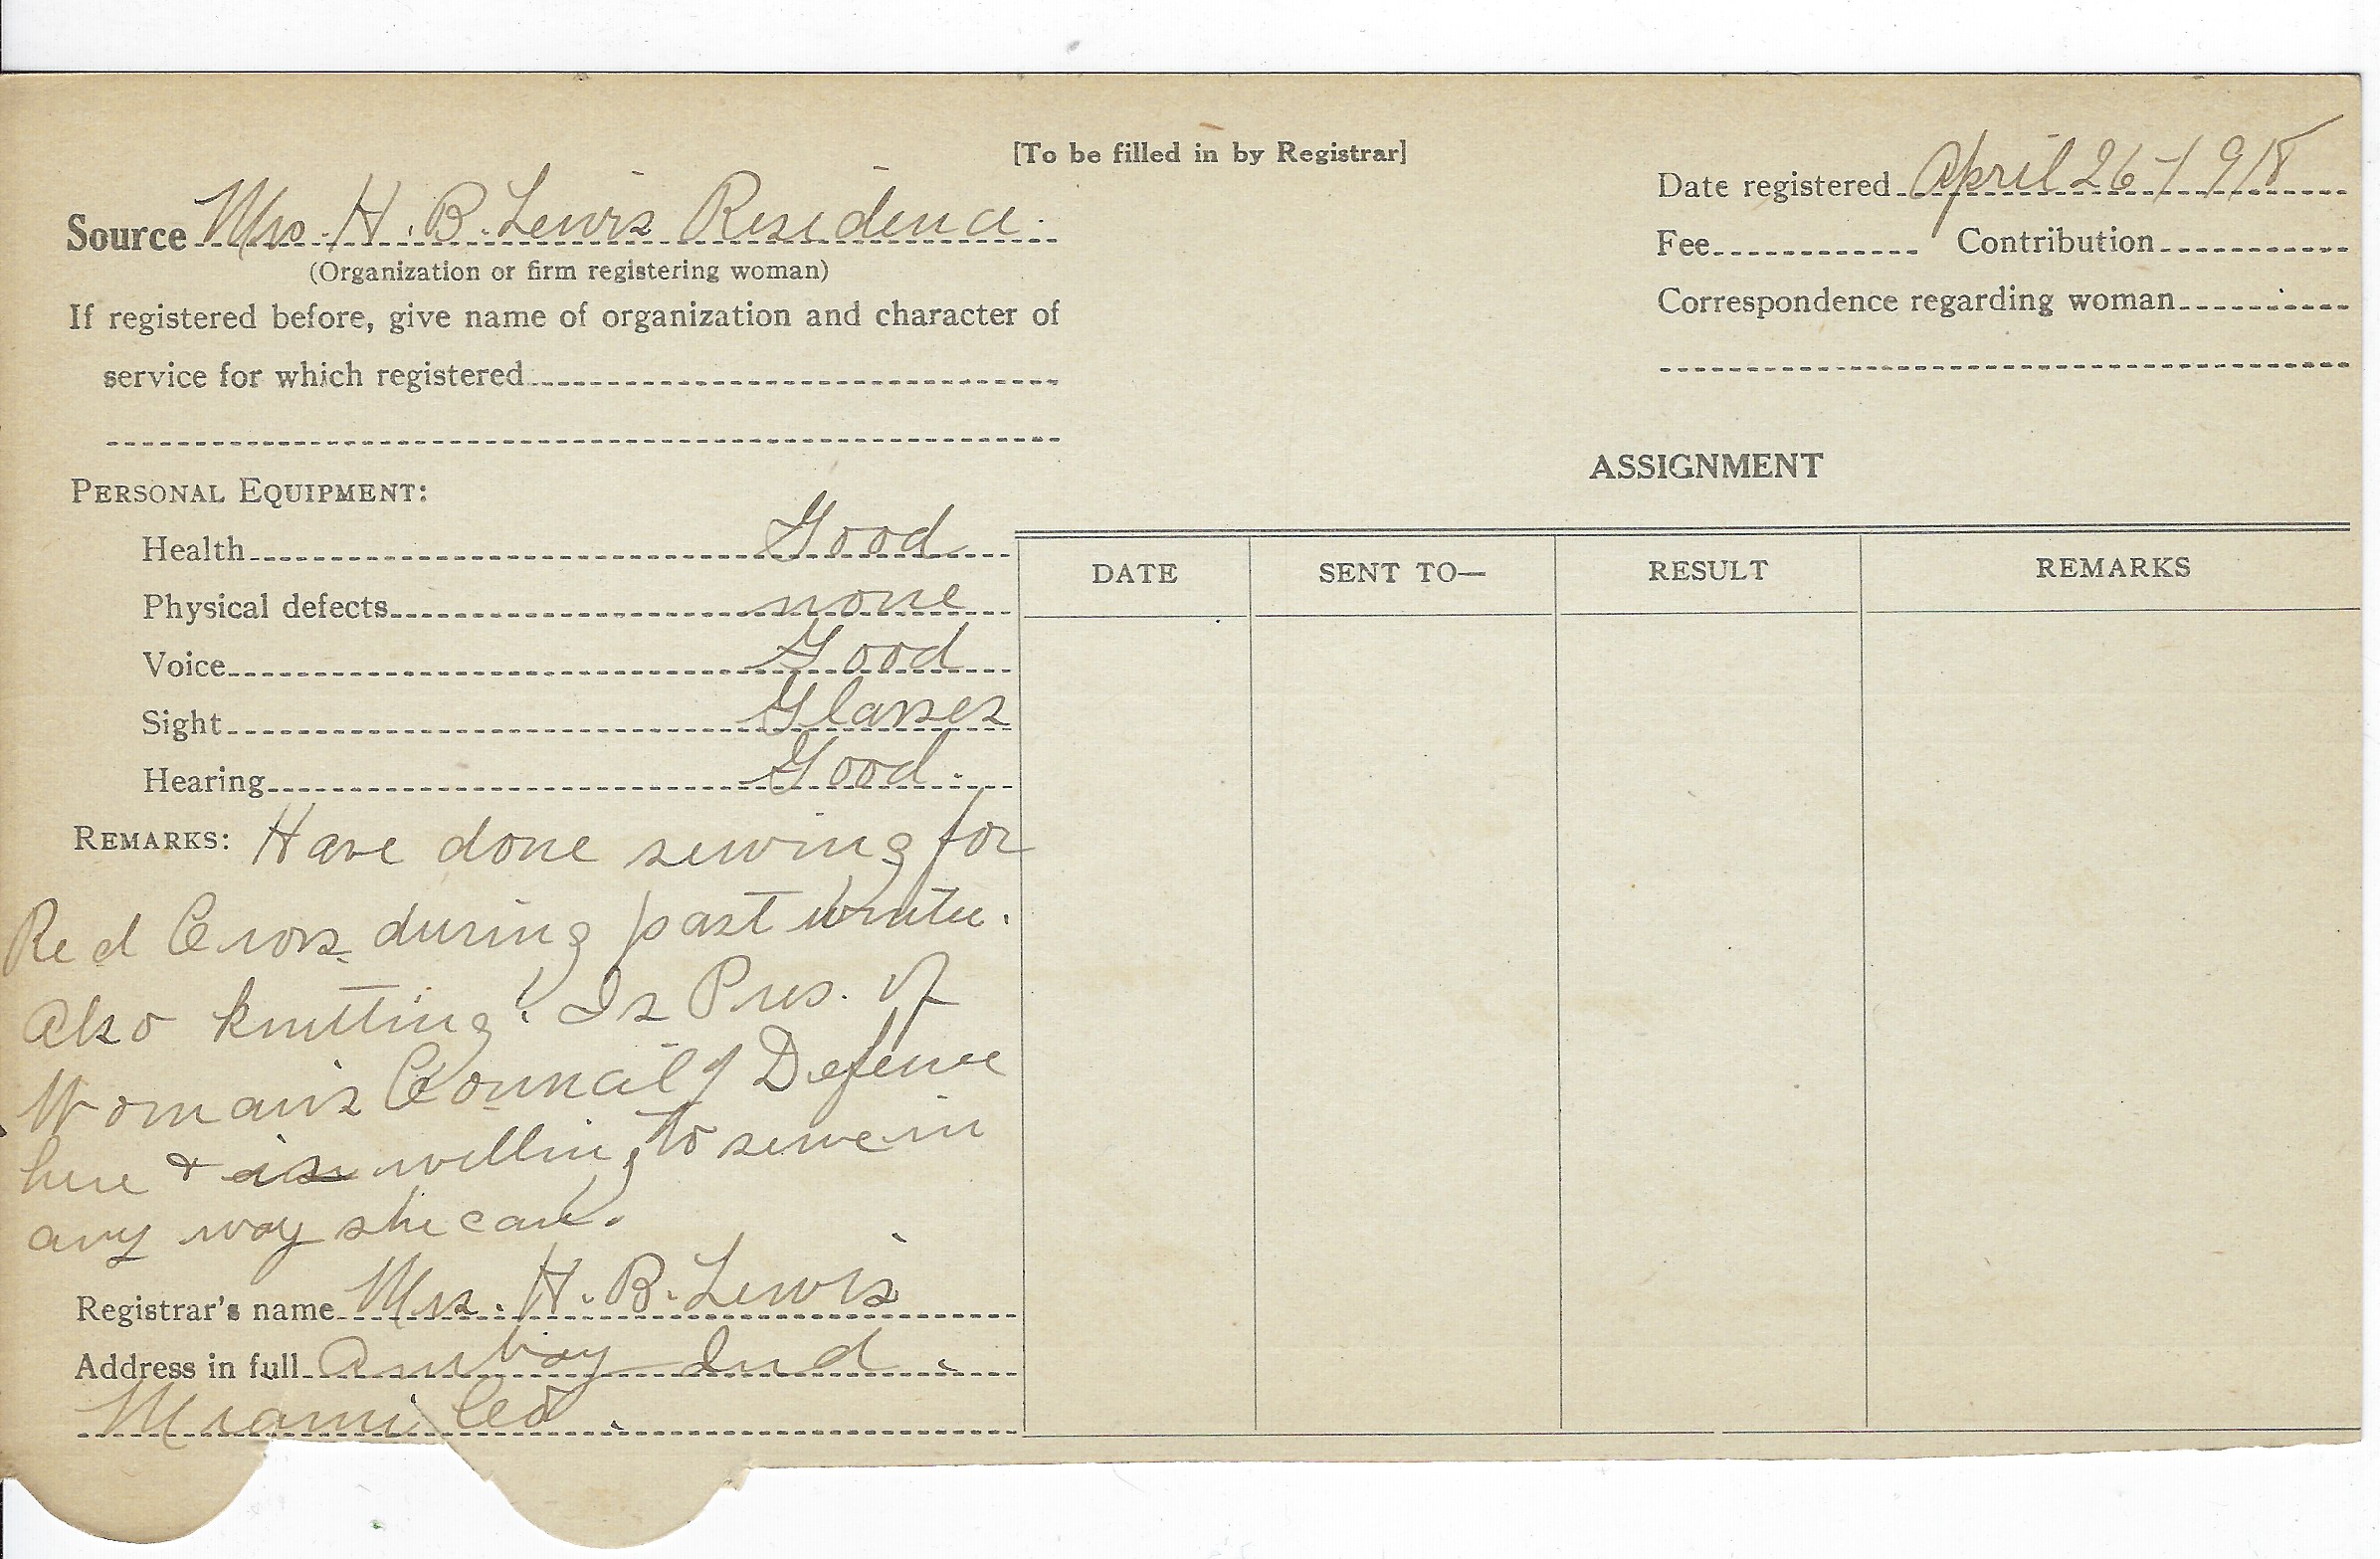 [To be filled in by Registrar]
Source Mrs. H. B. Lewis Residence.
(Organization or firm registering woman)
If registered before, give name of organization and character of
service for which registered
Date registered April 26-1918
Fee Contribution
Correspondence regarding woman
PERSONAL EQUIPMENT:
Health Good
Physical defects none
Voice Good
Sight Glasses
Hearing Good.
REMARKS: Have done sewing for
Red Cross during past winter.
Also knitting. Is Pres. of
Woman's Council of Defense
here & is willing to serve in
any way she can.
Registrar's name Mrs. H. B. Lewis
Address in full Amboy Ind.
Miami Co.
ASSIGNMENT
DATE SENT TO— RESULT REMARKS